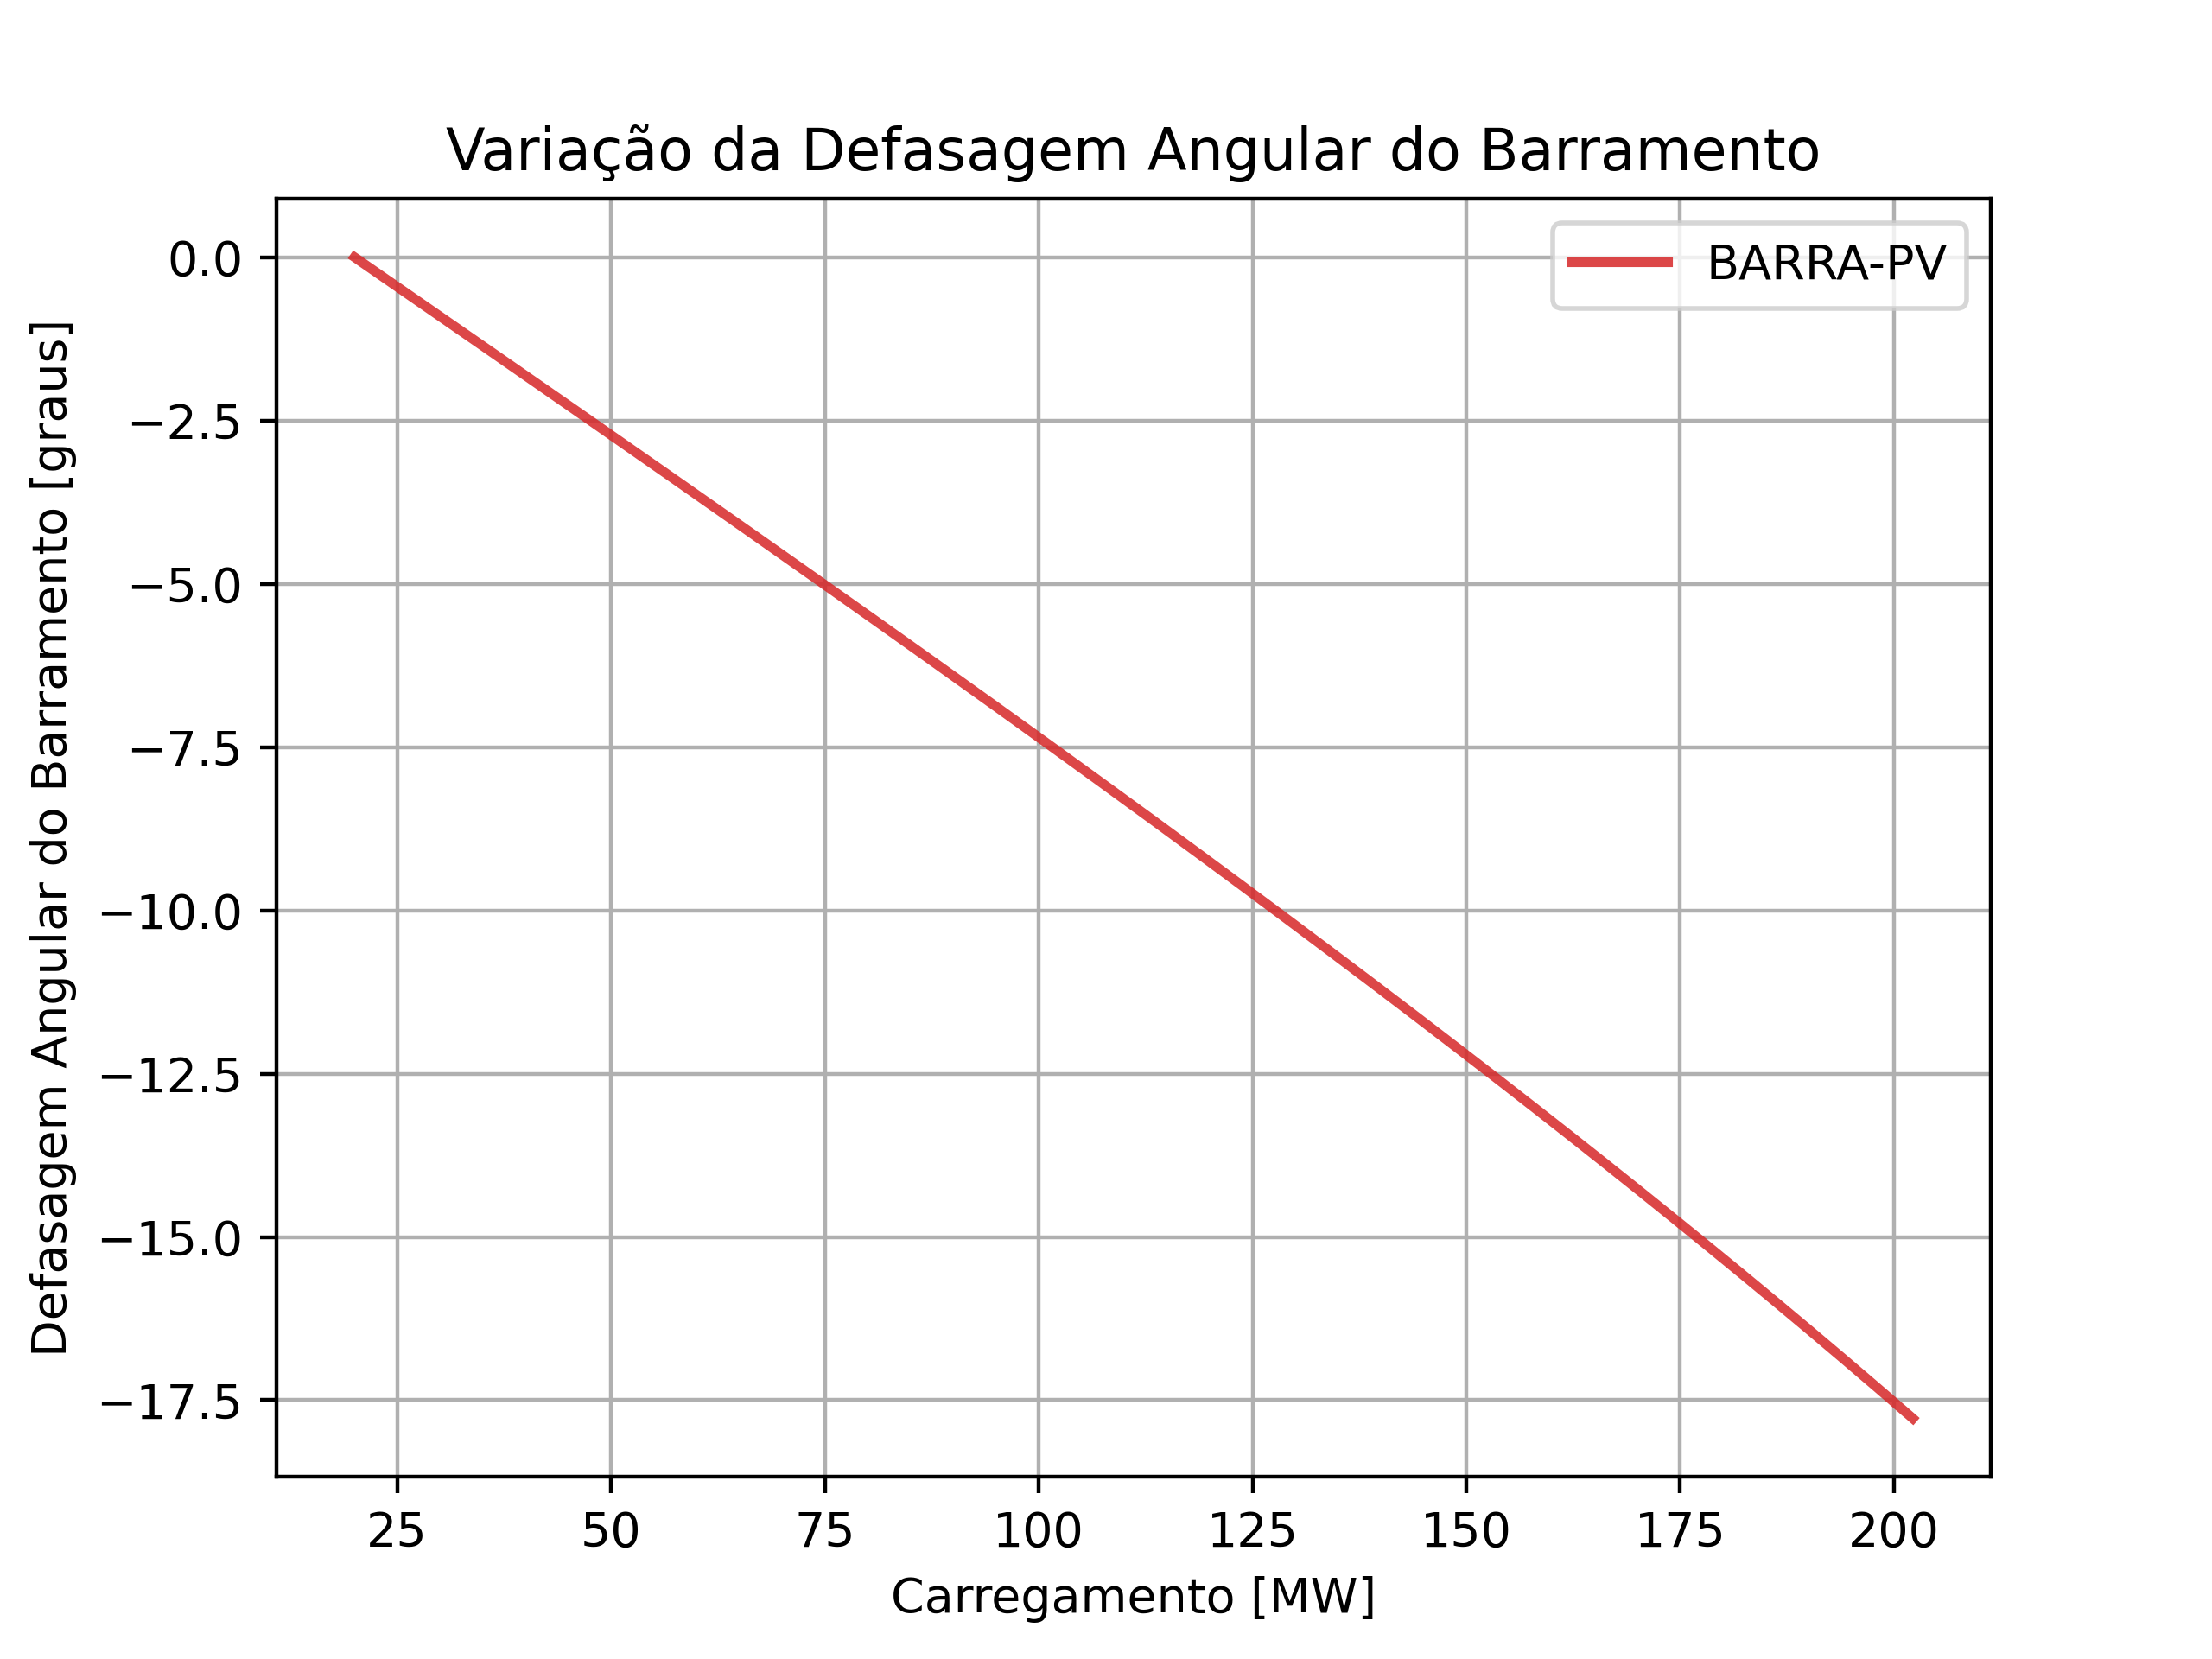 Variação da Defasagem Angular do Barramento
BARRA-PV
Defasagem Angular do Barramento [graus]
0.0
−2.5
−5.0
−7.5
−10.0
−12.5
−15.0
−17.5
25 50 75 100 125 150 175 200
Carregamento [MW]